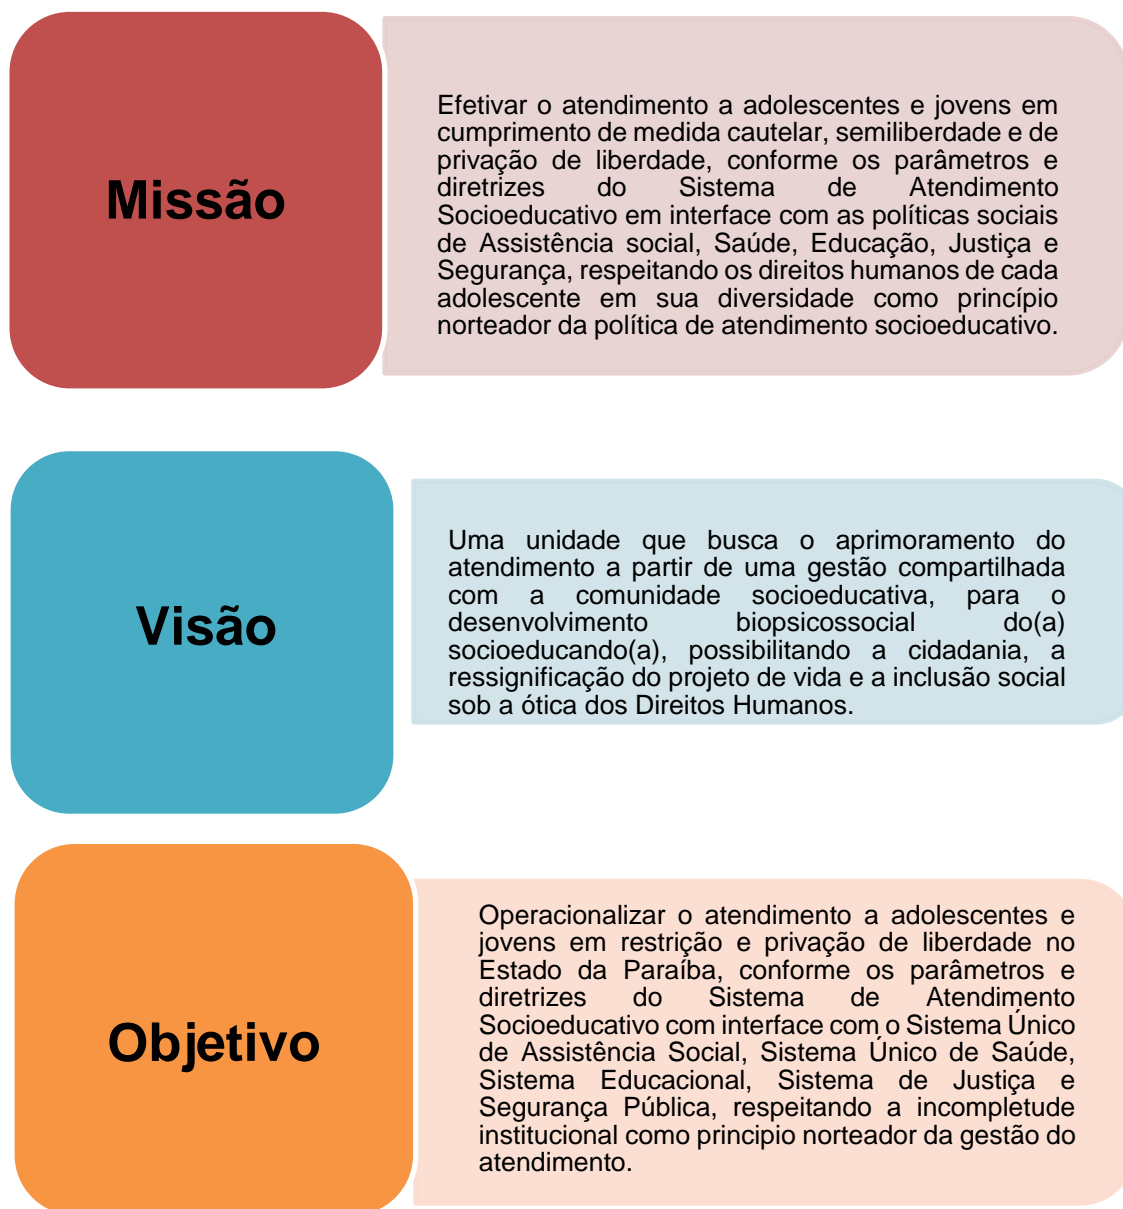 Missão
Efetivar o atendimento a adolescentes e jovens em
cumprimento de medida cautelar, semiliberdade e de
privação de liberdade, conforme os parâmetros e
diretrizes do Sistema de Atendimento
Socioeducativo em interface com as políticas sociais
de Assistência social, Saúde, Educação, Justiça e
Segurança, respeitando os direitos humanos de cada
adolescente em sua diversidade como princípio
norteador da política de atendimento socioeducativo.
Visão
Uma unidade que busca o aprimoramento do
atendimento a partir de uma gestão compartilhada
com a comunidade socioeducativa, para o
desenvolvimento biopsicossocial do(a)
socioeducando(a), possibilitando a cidadania, a
ressignificação do projeto de vida e a inclusão social
sob a ótica dos Direitos Humanos.
Objetivo
Operacionalizar o atendimento a adolescentes e
jovens em restrição e privação de liberdade no
Estado da Paraíba, conforme os parâmetros e
diretrizes do Sistema de Atendimento
Socioeducativo com interface com o Sistema Único
de Assistência Social, Sistema Único de Saúde,
Sistema Educacional, Sistema de Justiça e
Segurança Pública, respeitando a incompletude
institucional como principio norteador da gestão do
atendimento.